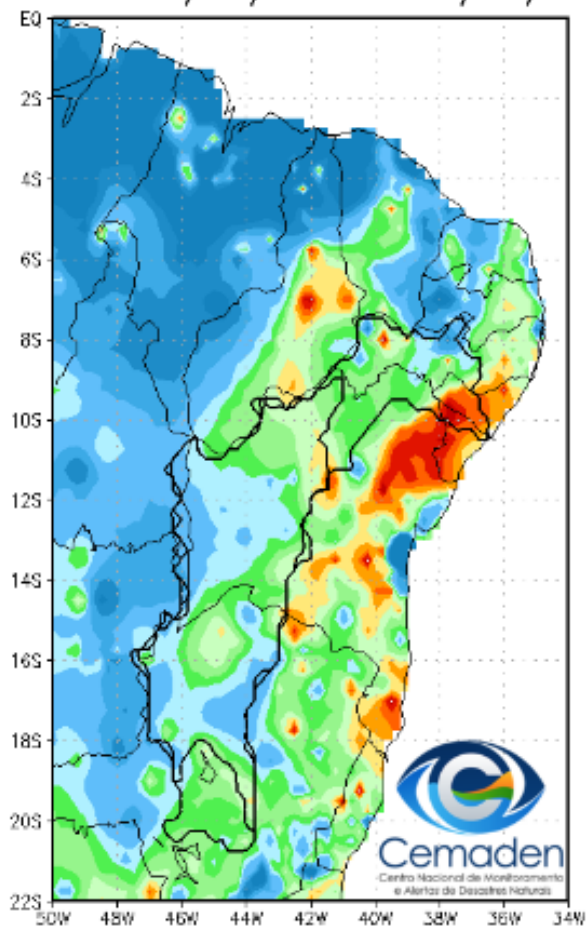 EQ
2S
4S
6S
8S
10S
12S
14S
16S
18S
20S
22S
50W 48W 46W 44W 42W 40W 38W 36W 34W
Cemaden
Centro Nacional de Monitoramento
e Alertas de Desastres Naturais